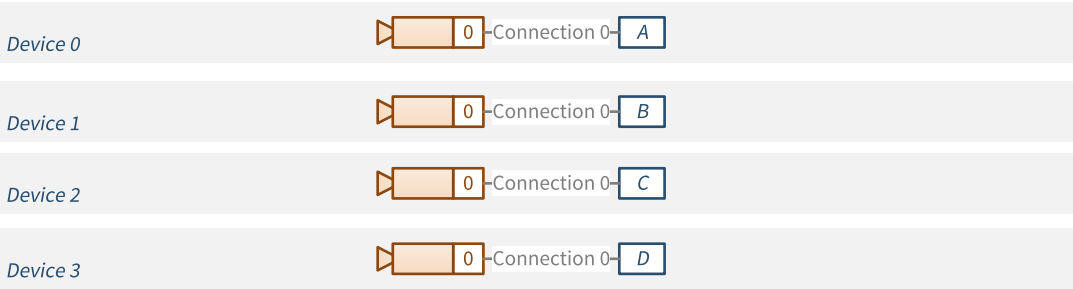 Device 0 0 Connection 0 A
Device 1 0 Connection 0 B
Device 2 0 Connection 0 C
Device 3 0 Connection 0 D